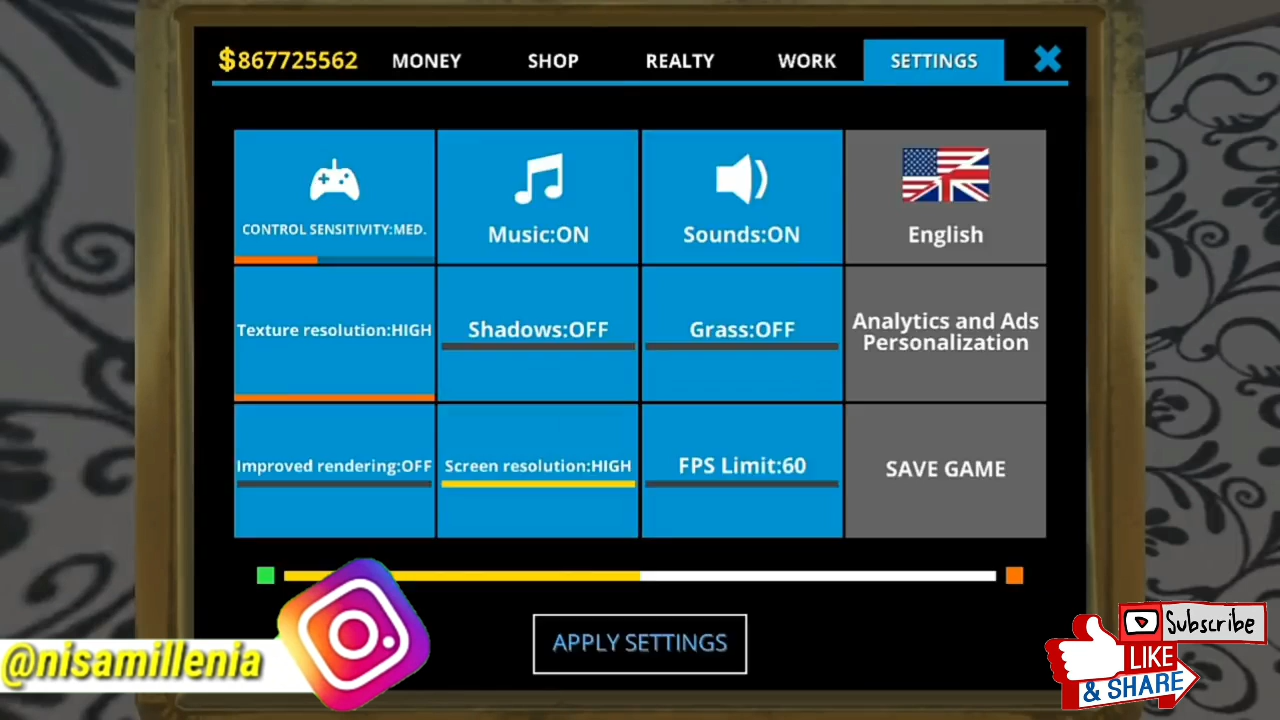 $867725562 MONEY SHOP REALTY WORK SETTINGS
CONTROL SENSITIVITY:MED. Music:ON Sounds:ON English
Texture resolution:HIGH Shadows:OFF Grass:OFF Analytics and Ads
Personalization
Improved rendering:OFF Screen resolution:HIGH FPS Limit:60 SAVE GAME
APPLY SETTINGS
@nisamillenia
Subscribe
LIKE
& SHARE